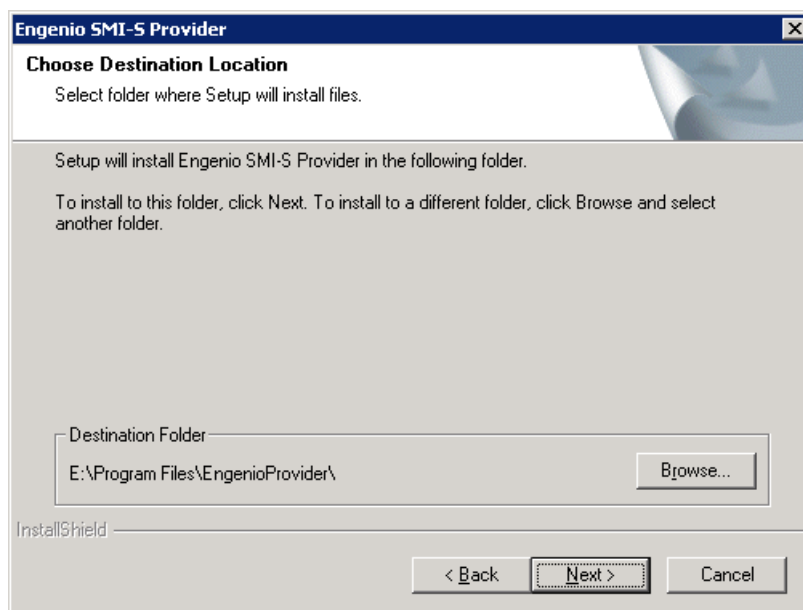 Engenio SMI-S Provider
Choose Destination Location
Select folder where Setup will install files.
Setup will install Engenio SMI-S Provider in the following folder.
To install to this folder, click Next. To install to a different folder, click Browse and select
another folder.
Destination Folder
E:\Program Files\EngenioProvider\
Browse...
InstallShield
< Back
Next >
Cancel